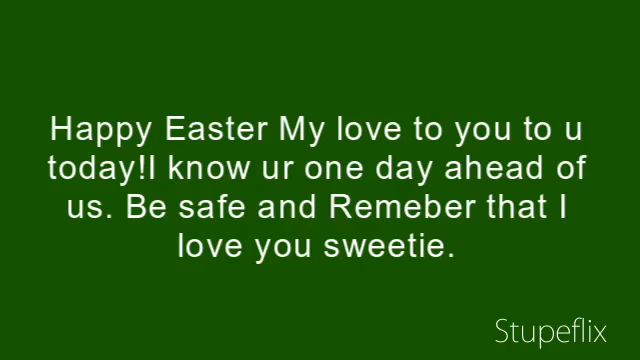 Happy Easter My love to you to u
today!I know ur one day ahead of
us. Be safe and Remeber that I
love you sweetie.
Stupeflix